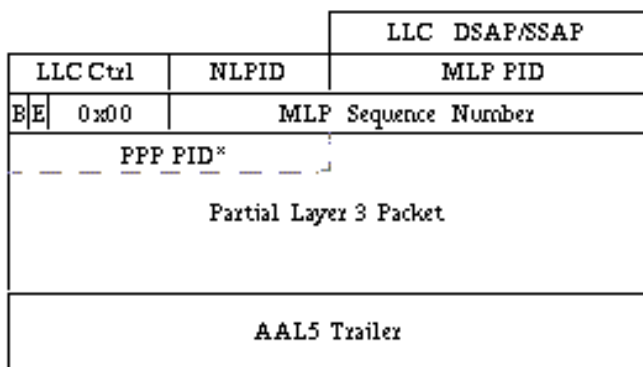 LLC DSAP/SSAP
LLC Ctrl NLPID MLP PID
B E 0x00 MLP Sequence Number
PPP PID*
Partial Layer 3 Packet
AAL5 Trailer